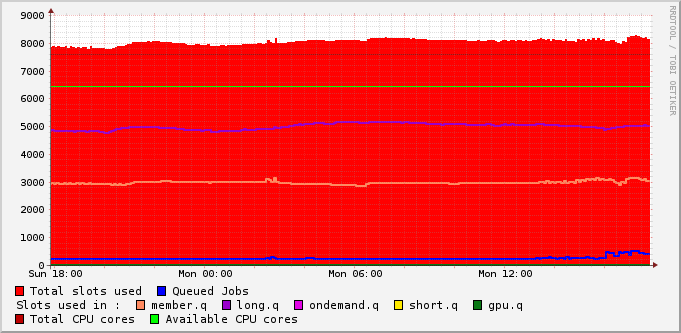 9000
8000
7000
6000
5000
4000
3000
2000
1000
0
Sun 18:00 Mon 00:00 Mon 06:00 Mon 12:00
RRDTOOL / TOBI OETIKER
Total slots used Queued Jobs
Slots used in : member.q long.q ondemand.q short.q gpu.q
Total CPU cores Available CPU cores